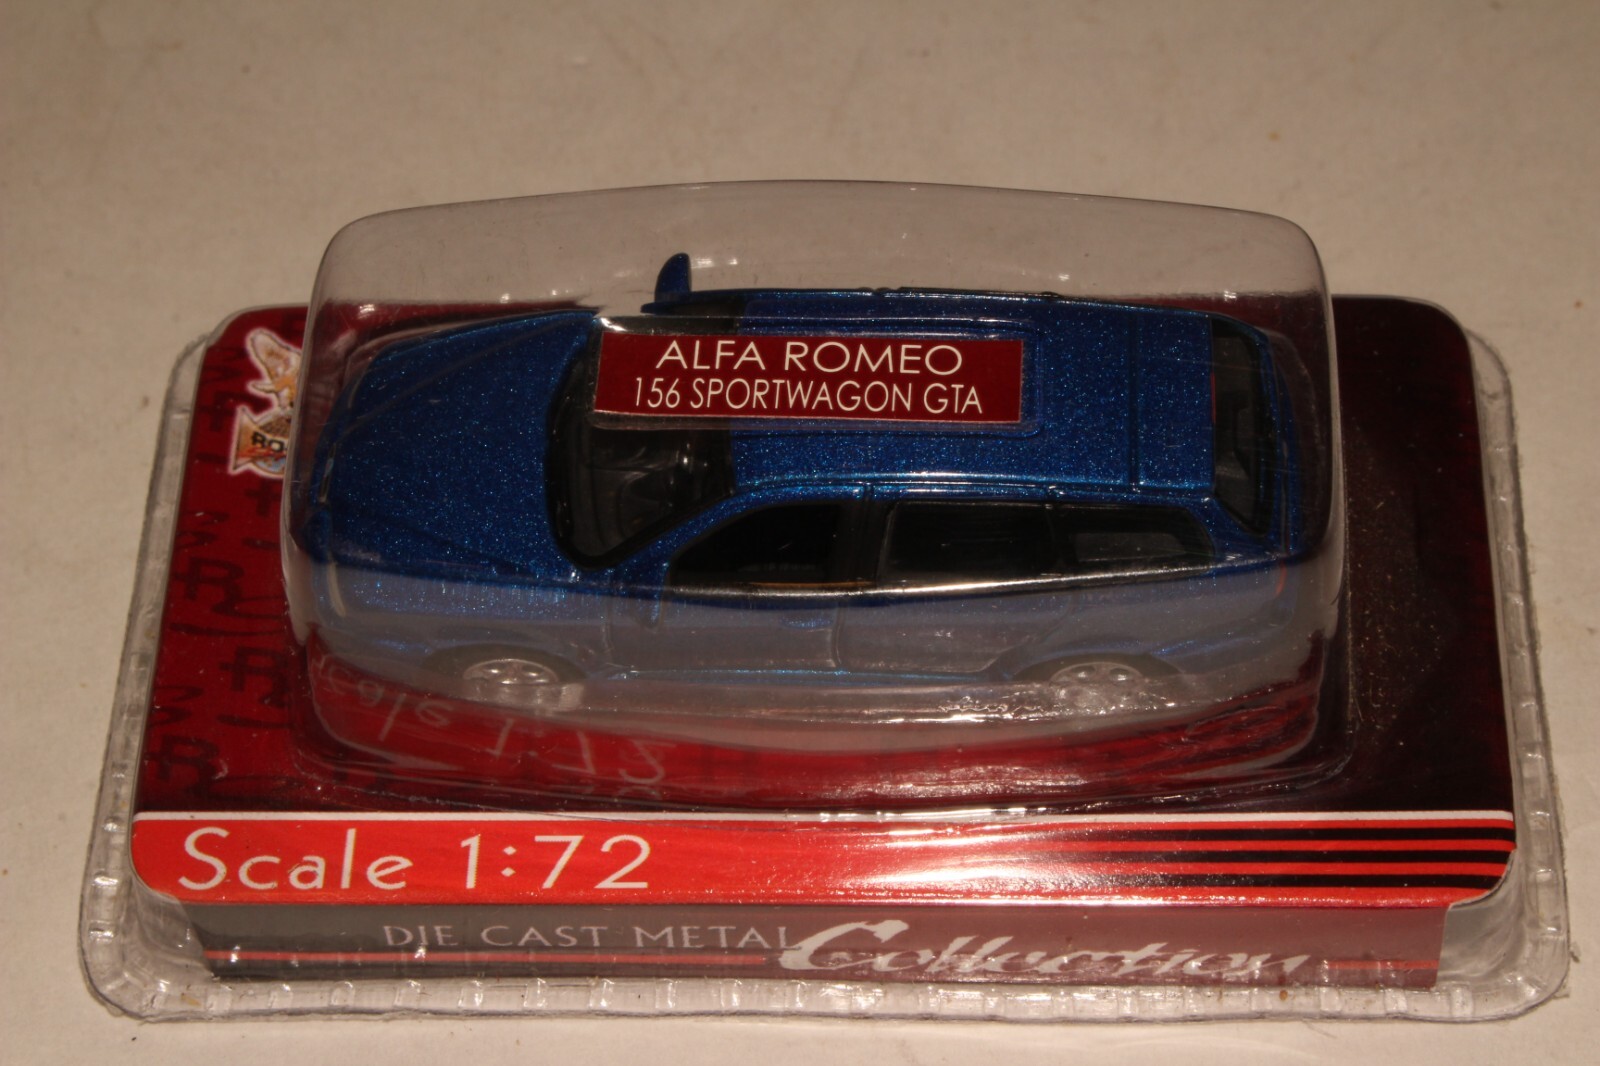 ALFA ROMEO
156 SPORTWAGON GTA
Scale 1:72
DIE CAST METAL Collection